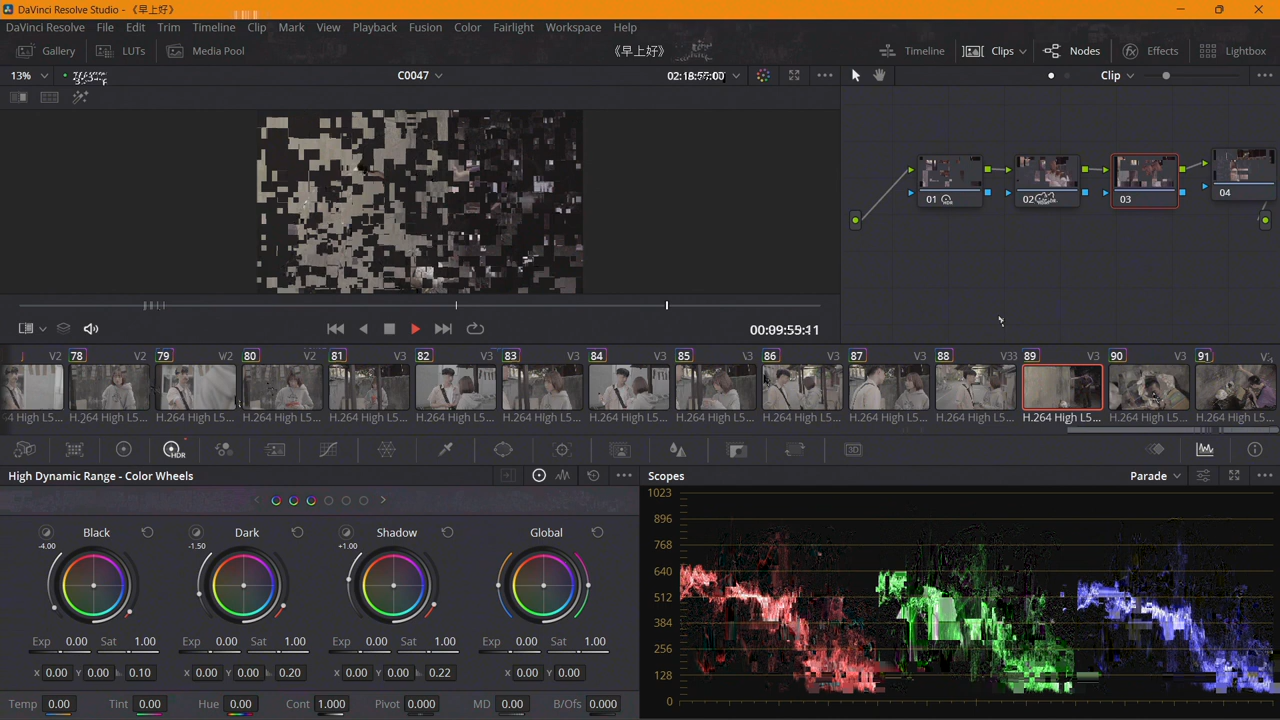 DaVinci Resolve Studio - 《早上好》
DaVinci Resolve File Edit Trim Timeline Clip Mark View Playback Fusion Color Fairlight Workspace Help
Gallery LUTs Media Pool 《早上好》 Timeline Clips Nodes Effects Lightbox
13% C0047 Clip
01 HDR 02 03 04
78 V2 79 V2 80 V2 81 V3 82 V3 83 V3 84 V3 85 V3 86 V3 87 V3 88 89 V3 90 V3 91
H.264 High L5... H.264 High L5... H.264 High L5... H.264 High L5... H.264 High L5... H.264 High L5... H.264 High L5... H.264 High L5... H.264 High L5... H.264 High L5... H.264 High L5... H.264 High L5... H.264 High L5... H.264 High L5...
HDR 3D
High Dynamic Range - Color Wheels Scopes Parade
Black Dark Shadow Global
-4.00 -1.50 +1.00
Exp 0.00 Sat 1.00 Exp 0.00 Sat 1.00 Exp 0.00 Sat 1.00 Exp 0.00 Sat 1.00
X 0.00 Y 0.00 0.10 X 0.00 Y 0.00 0.20 X 0.00 Y 0.00 0.22 X 0.00 Y 0.00
Temp 0.00 Tint 0.00 Hue 0.00 Cont 1.000 Pivot 0.000 MD 0.00 B/Ofs 0.000
1023
896
768
640
512
384
256
128
0